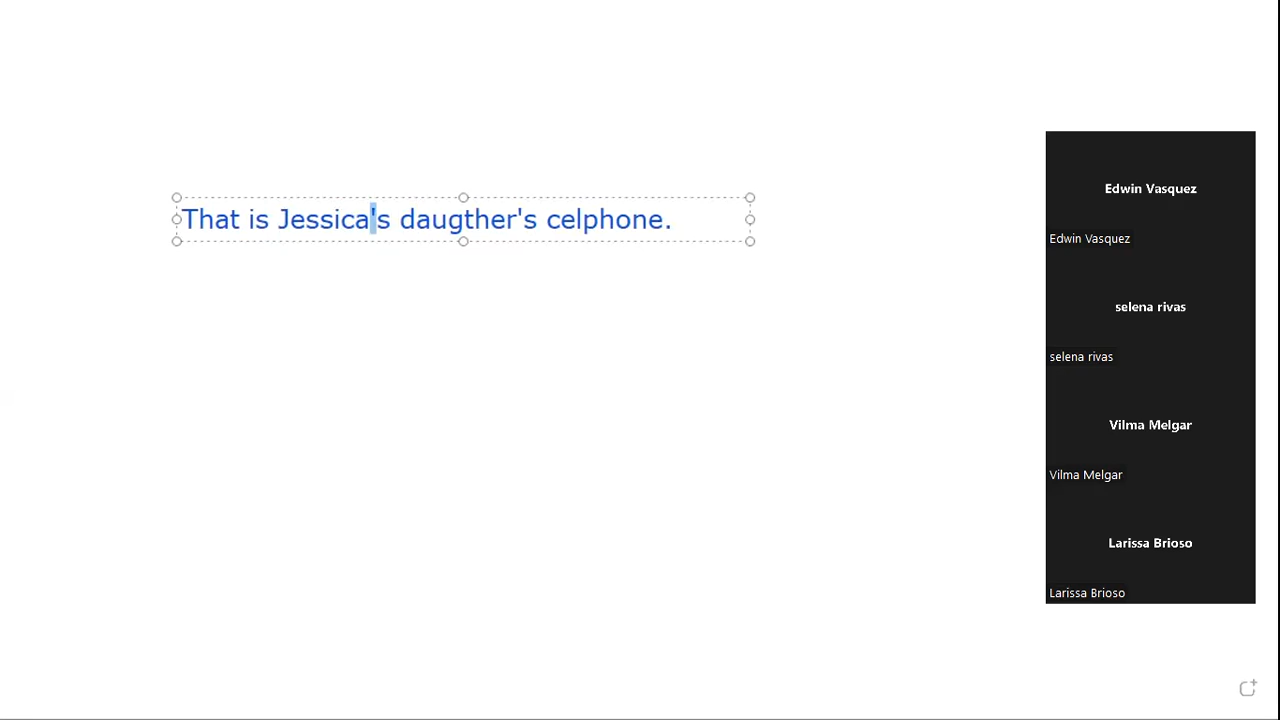 That is Jessica's daugther's celphone.
Edwin Vasquez
Edwin Vasquez
selena rivas
selena rivas
Vilma Melgar
Vilma Melgar
Larissa Brioso
Larissa Brioso